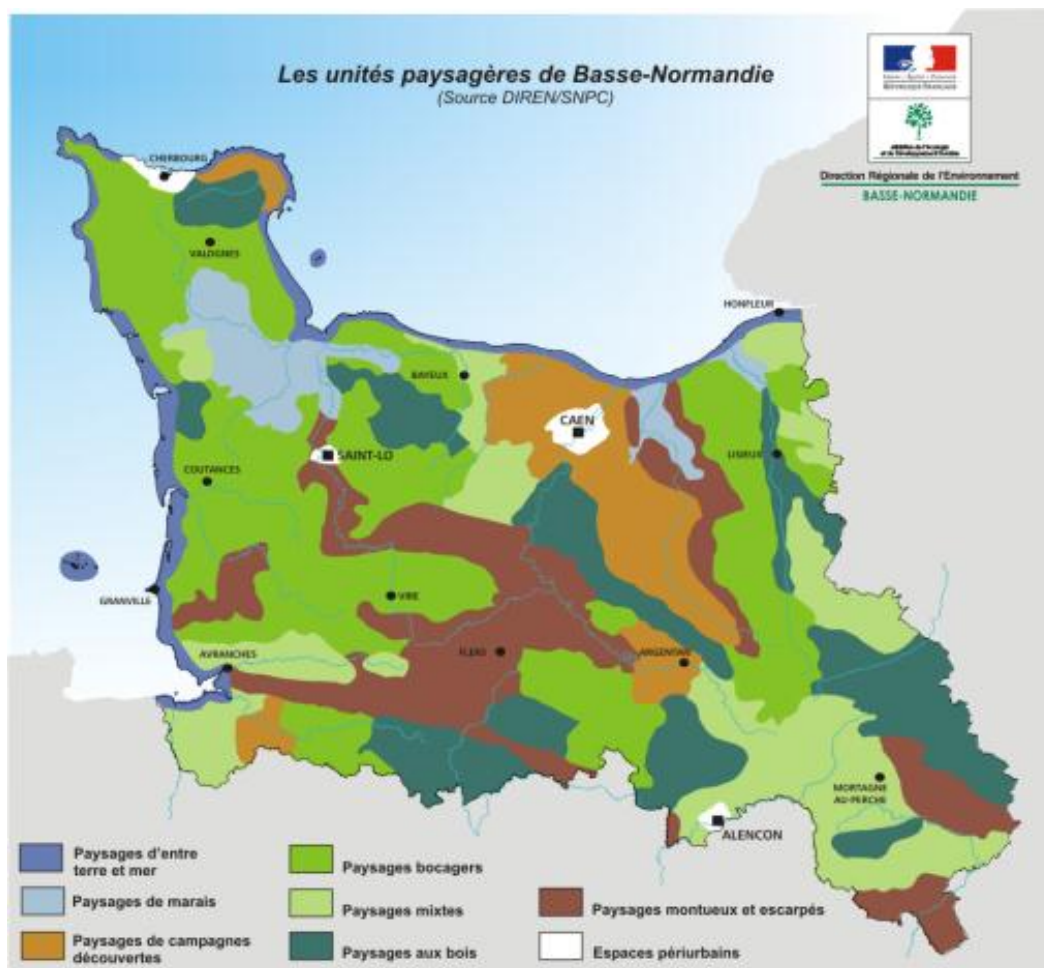 Les unités paysagères de Basse-Normandie
(Source DIREN/SNPC)
RÉPUBLIQUE FRANÇAISE
Direction Régionale de l'Environnement
BASSE-NORMANDIE
CHERBOURG
VALOGNES
HONFLEUR
BAYEUX
CAEN
SAINT-LO
LISIEUX
COUTANCES
GRANVILLE
VIRE
AVRANCHES
FLERS
ARGENTAN
MORTAGNE
AU-PERCHE
ALENCON
Paysages d'entre
terre et mer
Paysages de marais
Paysages de campagnes
découvertes
Paysages bocagers
Paysages mixtes
Paysages aux bois
Paysages montueux et escarpés
Espaces périurbains